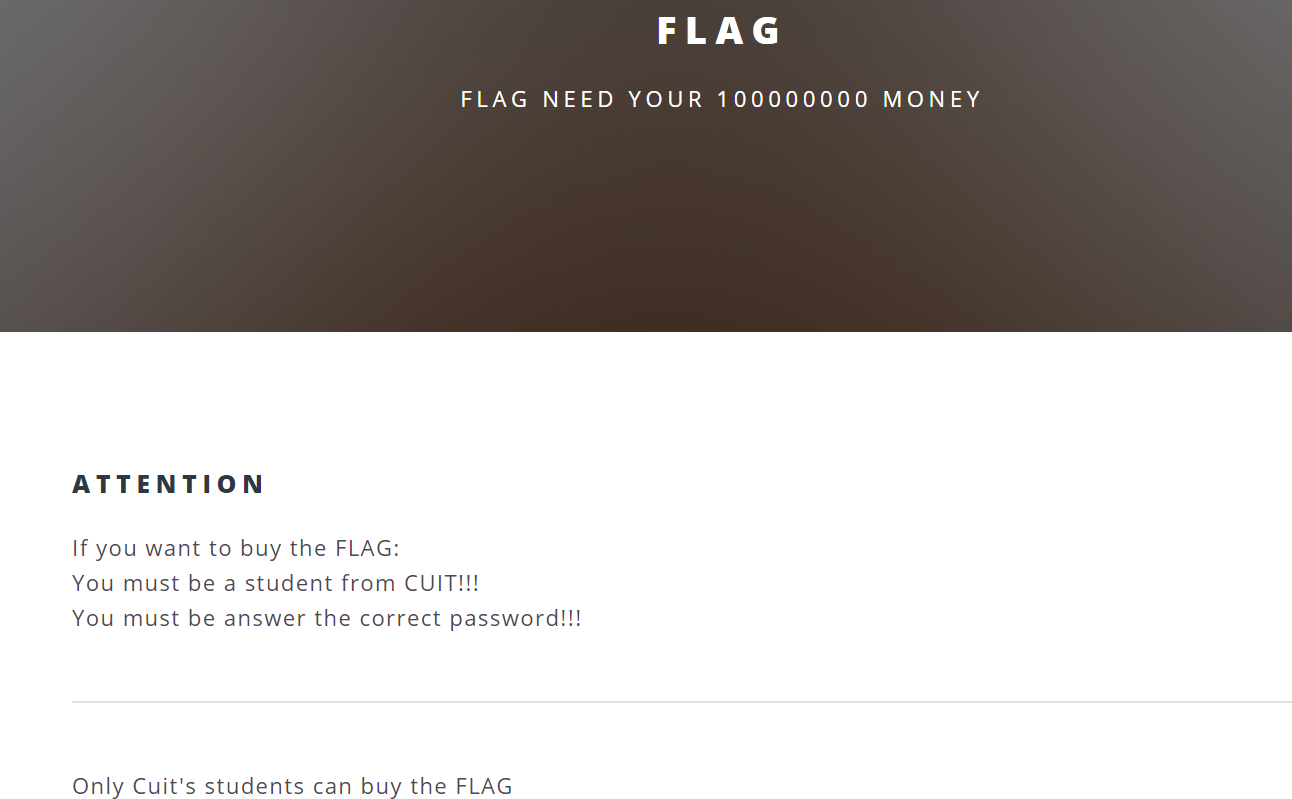 FLAG
FLAG NEED YOUR 100000000 MONEY
ATTENTION
If you want to buy the FLAG:
You must be a student from CUIT!!!
You must be answer the correct password!!!
Only Cuit's students can buy the FLAG